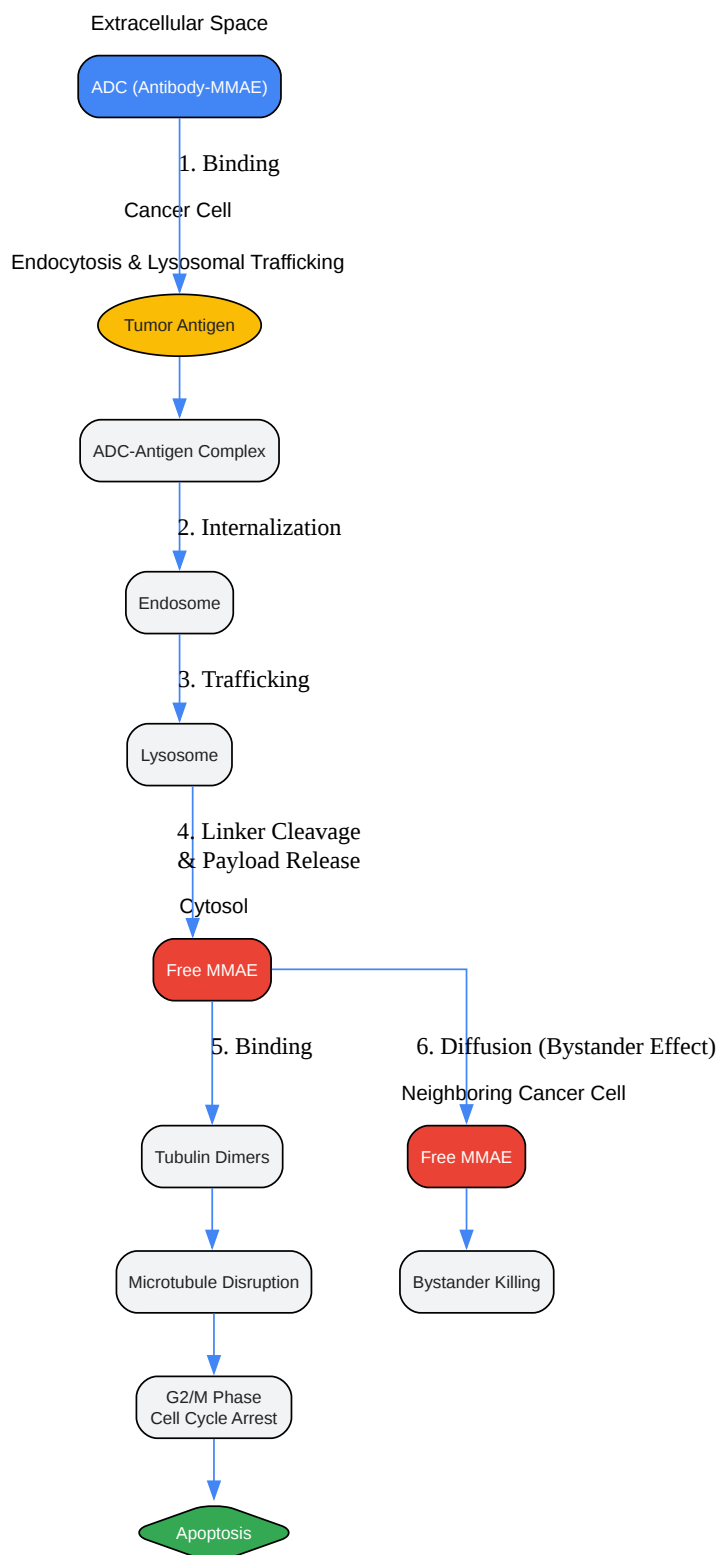 Extracellular Space
ADC (Antibody-MMAE)
1. Binding
Cancer Cell
Endocytosis & Lysosomal Trafficking
Tumor Antigen
ADC-Antigen Complex
2. Internalization
Endosome
3. Trafficking
Lysosome
4. Linker Cleavage
& Payload Release
Cytosol
Free MMAE
5. Binding
6. Diffusion (Bystander Effect)
Neighboring Cancer Cell
Tubulin Dimers
Free MMAE
Microtubule Disruption
Bystander Killing
G2/M Phase
Cell Cycle Arrest
Apoptosis